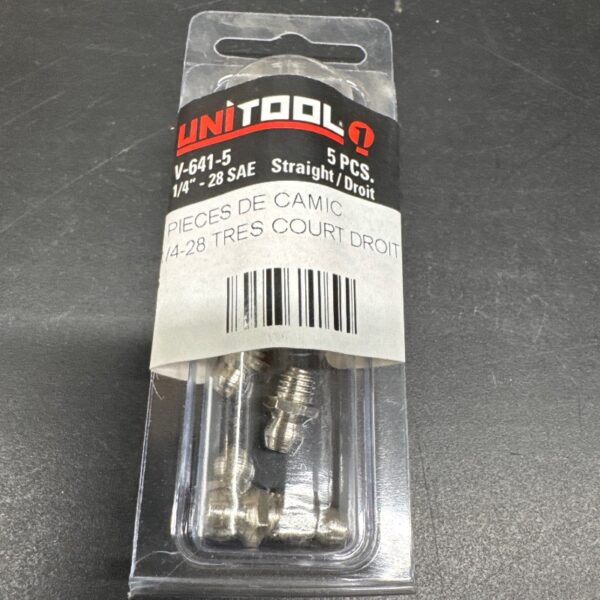 UNiTOOL 1
V-641-5 5 PCS.
1/4" - 28 SAE Straight / Droit
PIECES DE CAMIC
/4-28 TRES COURT DROIT